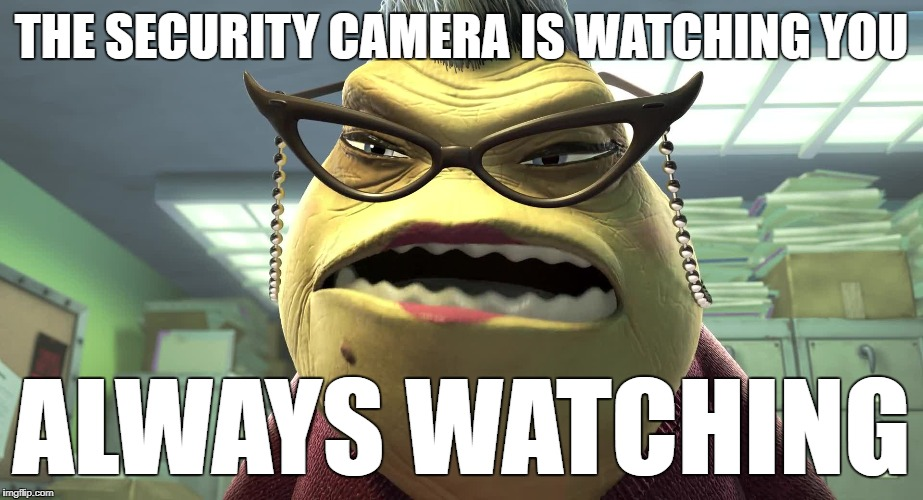 THE SECURITY CAMERA IS WATCHING YOU
ALWAYS WATCHING
imgflip.com